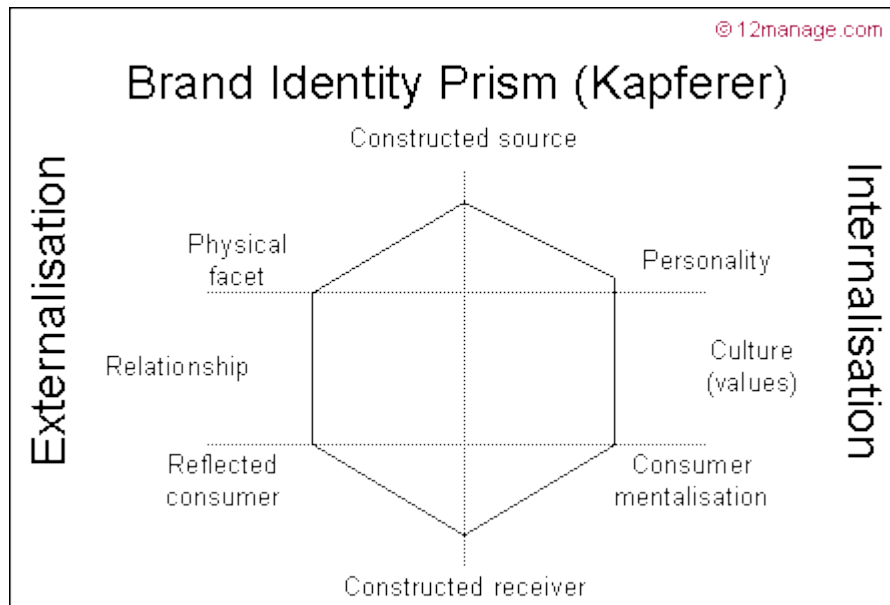 © 12manage.com
Brand Identity Prism (Kapferer)
Constructed source
Externalisation
Internalisation
Physical
facet
Personality
Relationship
Culture
(values)
Reflected
consumer
Consumer
mentalisation
Constructed receiver